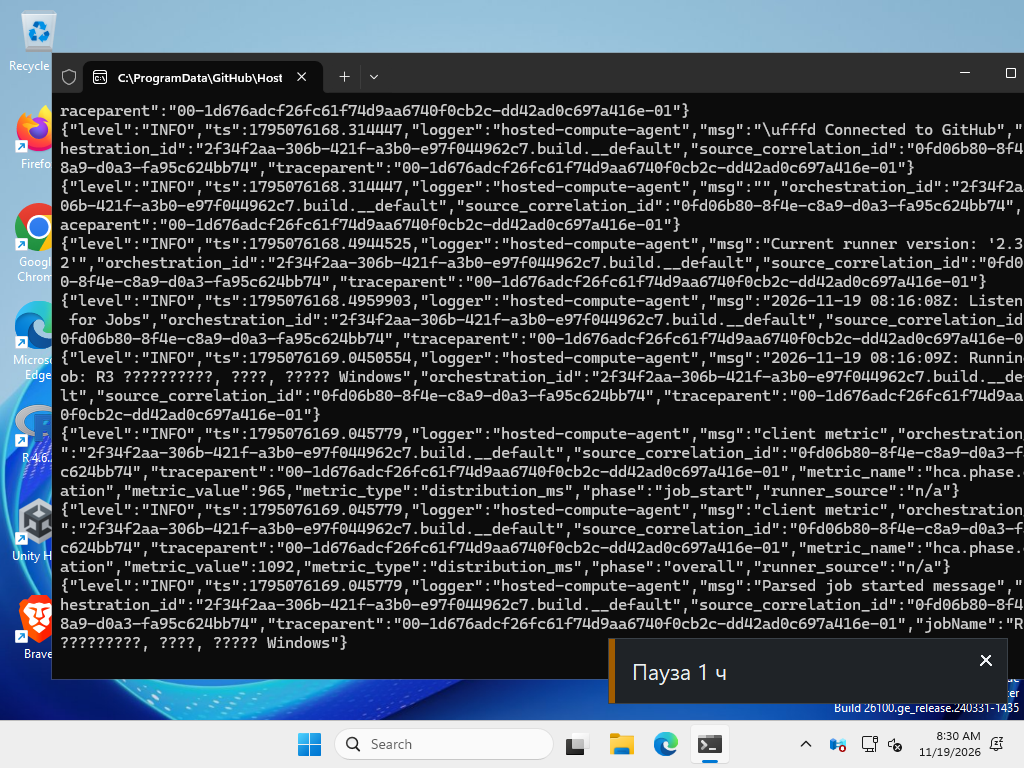 Recycle
C:\ProgramData\GitHub\Host
raceparent":"00-1d676adcf26fc61f74d9aa6740f0cb2c-dd42ad0c697a416e-01"}
{"level":"INFO","ts":1795076168.314447,"logger":"hosted-compute-agent","msg":"\ufffd Connected to GitHub","
hestration_id":"2f34f2aa-306b-421f-a3b0-e97f044962c7.build.__default","source_correlation_id":"0fd06b80-8f4
8a9-d0a3-fa95c624bb74","traceparent":"00-1d676adcf26fc61f74d9aa6740f0cb2c-dd42ad0c697a416e-01"}
{"level":"INFO","ts":1795076168.314447,"logger":"hosted-compute-agent","msg":"","orchestration_id":"2f34f2a
06b-421f-a3b0-e97f044962c7.build.__default","source_correlation_id":"0fd06b80-8f4e-c8a9-d0a3-fa95c624bb74",
aceparent":"00-1d676adcf26fc61f74d9aa6740f0cb2c-dd42ad0c697a416e-01"}
{"level":"INFO","ts":1795076168.4944525,"logger":"hosted-compute-agent","msg":"Current runner version: '2.3
2'","orchestration_id":"2f34f2aa-306b-421f-a3b0-e97f044962c7.build.__default","source_correlation_id":"0fd0
0-8f4e-c8a9-d0a3-fa95c624bb74","traceparent":"00-1d676adcf26fc61f74d9aa6740f0cb2c-dd42ad0c697a416e-01"}
{"level":"INFO","ts":1795076168.4959903,"logger":"hosted-compute-agent","msg":"2026-11-19 08:16:08Z: Listen
for Jobs","orchestration_id":"2f34f2aa-306b-421f-a3b0-e97f044962c7.build.__default","source_correlation_id
0fd06b80-8f4e-c8a9-d0a3-fa95c624bb74","traceparent":"00-1d676adcf26fc61f74d9aa6740f0cb2c-dd42ad0c697a416e-0
{"level":"INFO","ts":1795076169.0450554,"logger":"hosted-compute-agent","msg":"2026-11-19 08:16:09Z: Runnin
ob: R3 ??????????, ????, ????? Windows","orchestration_id":"2f34f2aa-306b-421f-a3b0-e97f044962c7.build.__de
lt","source_correlation_id":"0fd06b80-8f4e-c8a9-d0a3-fa95c624bb74","traceparent":"00-1d676adcf26fc61f74d9aa
0f0cb2c-dd42ad0c697a416e-01"}
{"level":"INFO","ts":1795076169.045779,"logger":"hosted-compute-agent","msg":"client metric","orchestration
":"2f34f2aa-306b-421f-a3b0-e97f044962c7.build.__default","source_correlation_id":"0fd06b80-8f4e-c8a9-d0a3-f
c624bb74","traceparent":"00-1d676adcf26fc61f74d9aa6740f0cb2c-dd42ad0c697a416e-01","metric_name":"hca.phase.
ation","metric_value":965,"metric_type":"distribution_ms","phase":"job_start","runner_source":"n/a"}
{"level":"INFO","ts":1795076169.045779,"logger":"hosted-compute-agent","msg":"client metric","orchestration
":"2f34f2aa-306b-421f-a3b0-e97f044962c7.build.__default","source_correlation_id":"0fd06b80-8f4e-c8a9-d0a3-f
c624bb74","traceparent":"00-1d676adcf26fc61f74d9aa6740f0cb2c-dd42ad0c697a416e-01","metric_name":"hca.phase.
ation","metric_value":1092,"metric_type":"distribution_ms","phase":"overall","runner_source":"n/a"}
{"level":"INFO","ts":1795076169.045779,"logger":"hosted-compute-agent","msg":"Parsed job started message","
hestration_id":"2f34f2aa-306b-421f-a3b0-e97f044962c7.build.__default","source_correlation_id":"0fd06b80-8f4
8a9-d0a3-fa95c624bb74","traceparent":"00-1d676adcf26fc61f74d9aa6740f0cb2c-dd42ad0c697a416e-01","jobName":"R
?????????, ????, ????? Windows"}
Firefo
Googl
Chrom
Micros
Edge
R 4.6.
Unity H
Brave
Пауза 1 ч
Build 26100.ge_release.240331-1435
Search
8:30 AM
11/19/2026